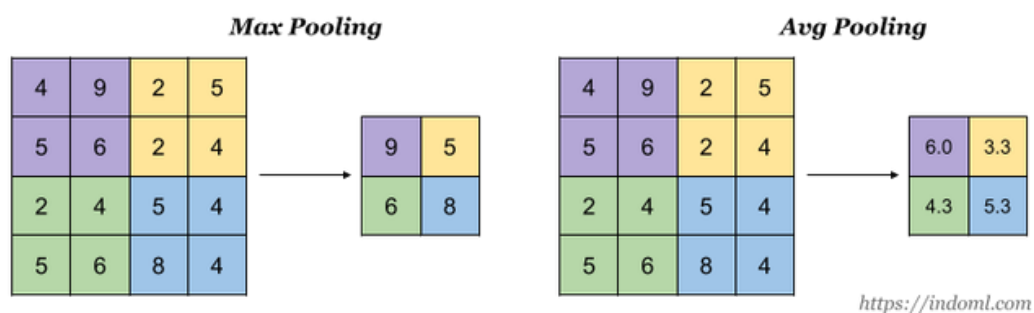 Max Pooling
Avg Pooling
4 9 2 5
5 6 2 4
2 4 5 4
5 6 8 4
9 5
6 8
4 9 2 5
5 6 2 4
2 4 5 4
5 6 8 4
6.0 3.3
4.3 5.3
https://indoml.com